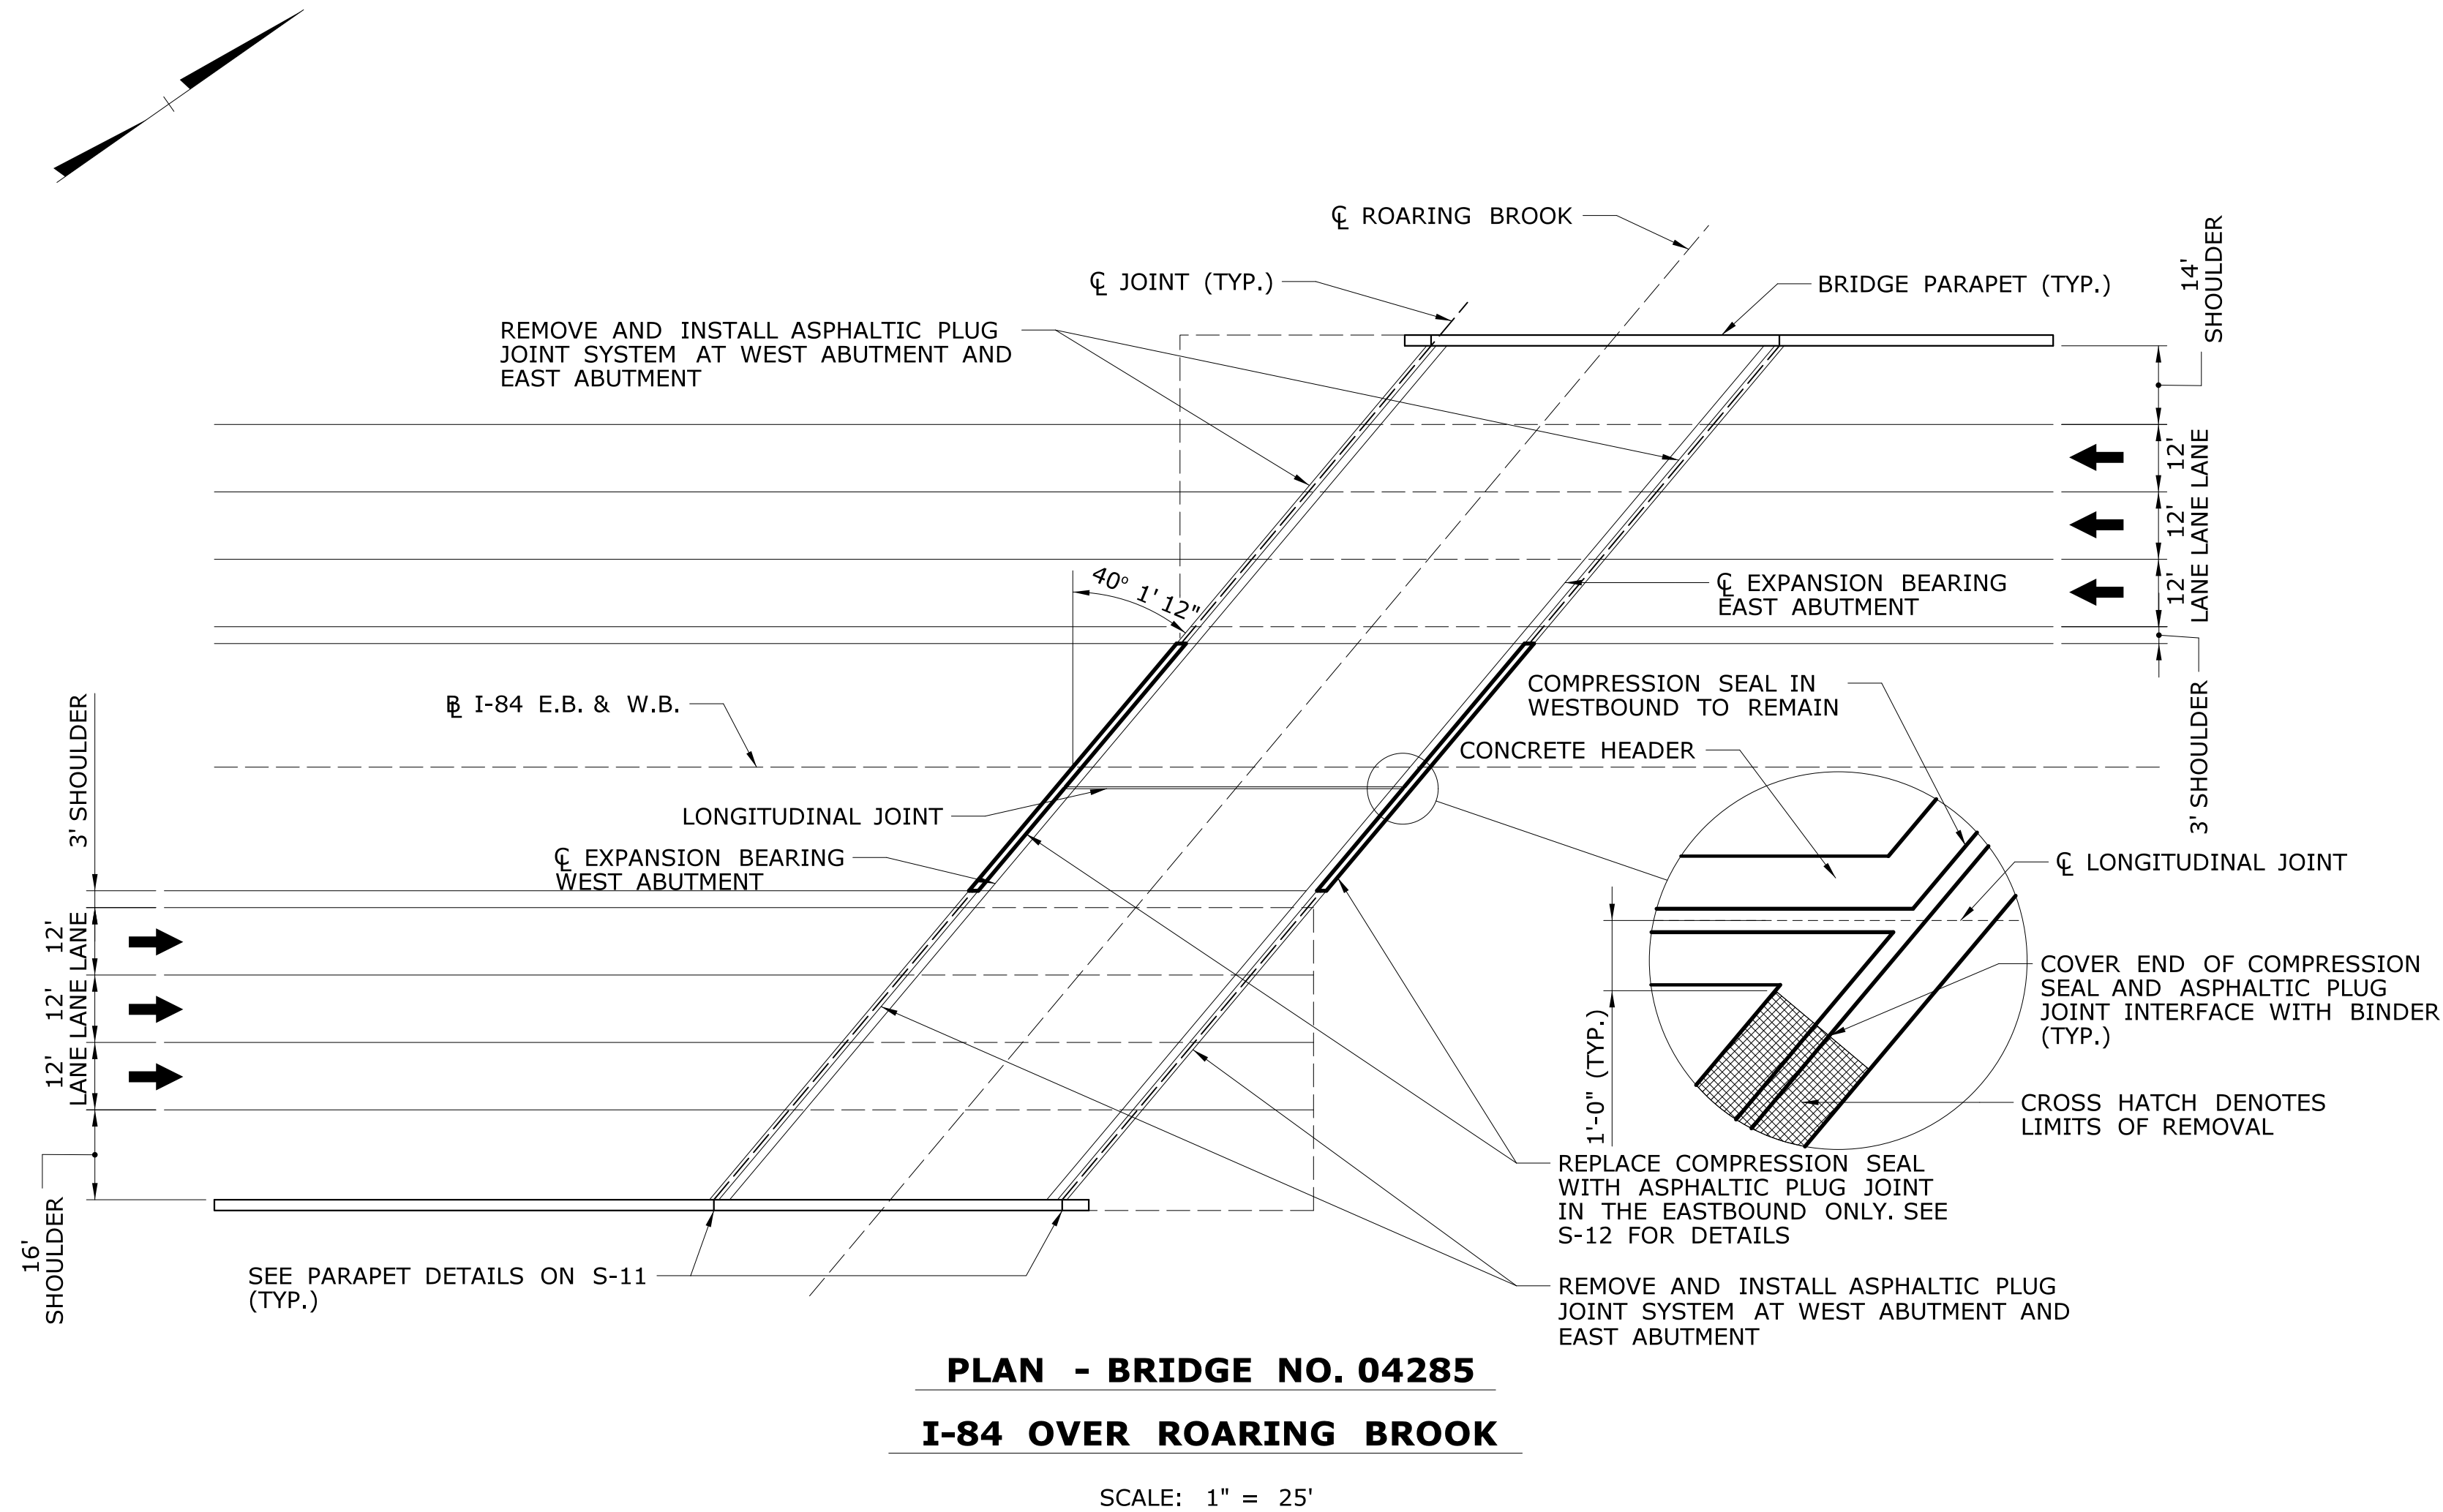 ℄ ROARING BROOK
℄ JOINT (TYP.)
BRIDGE PARAPET (TYP.)
14'
SHOULDER
REMOVE AND INSTALL ASPHALTIC PLUG
JOINT SYSTEM AT WEST ABUTMENT AND
EAST ABUTMENT
12'
LANE
12'
LANE
12'
LANE
40° 1' 12"
℄ EXPANSION BEARING
EAST ABUTMENT
3' SHOULDER
COMPRESSION SEAL IN
WESTBOUND TO REMAIN
BL I-84 E.B. & W.B.
CONCRETE HEADER
3' SHOULDER
LONGITUDINAL JOINT
℄ EXPANSION BEARING
WEST ABUTMENT
℄ LONGITUDINAL JOINT
12'
LANE
12'
LANE
12'
LANE
COVER END OF COMPRESSION
SEAL AND ASPHALTIC PLUG
JOINT INTERFACE WITH BINDER
(TYP.)
1'-0" (TYP.)
CROSS HATCH DENOTES
LIMITS OF REMOVAL
REPLACE COMPRESSION SEAL
WITH ASPHALTIC PLUG JOINT
IN THE EASTBOUND ONLY. SEE
S-12 FOR DETAILS
16'
SHOULDER
SEE PARAPET DETAILS ON S-11
(TYP.)
REMOVE AND INSTALL ASPHALTIC PLUG
JOINT SYSTEM AT WEST ABUTMENT AND
EAST ABUTMENT
PLAN - BRIDGE NO. 04285
I-84 OVER ROARING BROOK
SCALE: 1" = 25'